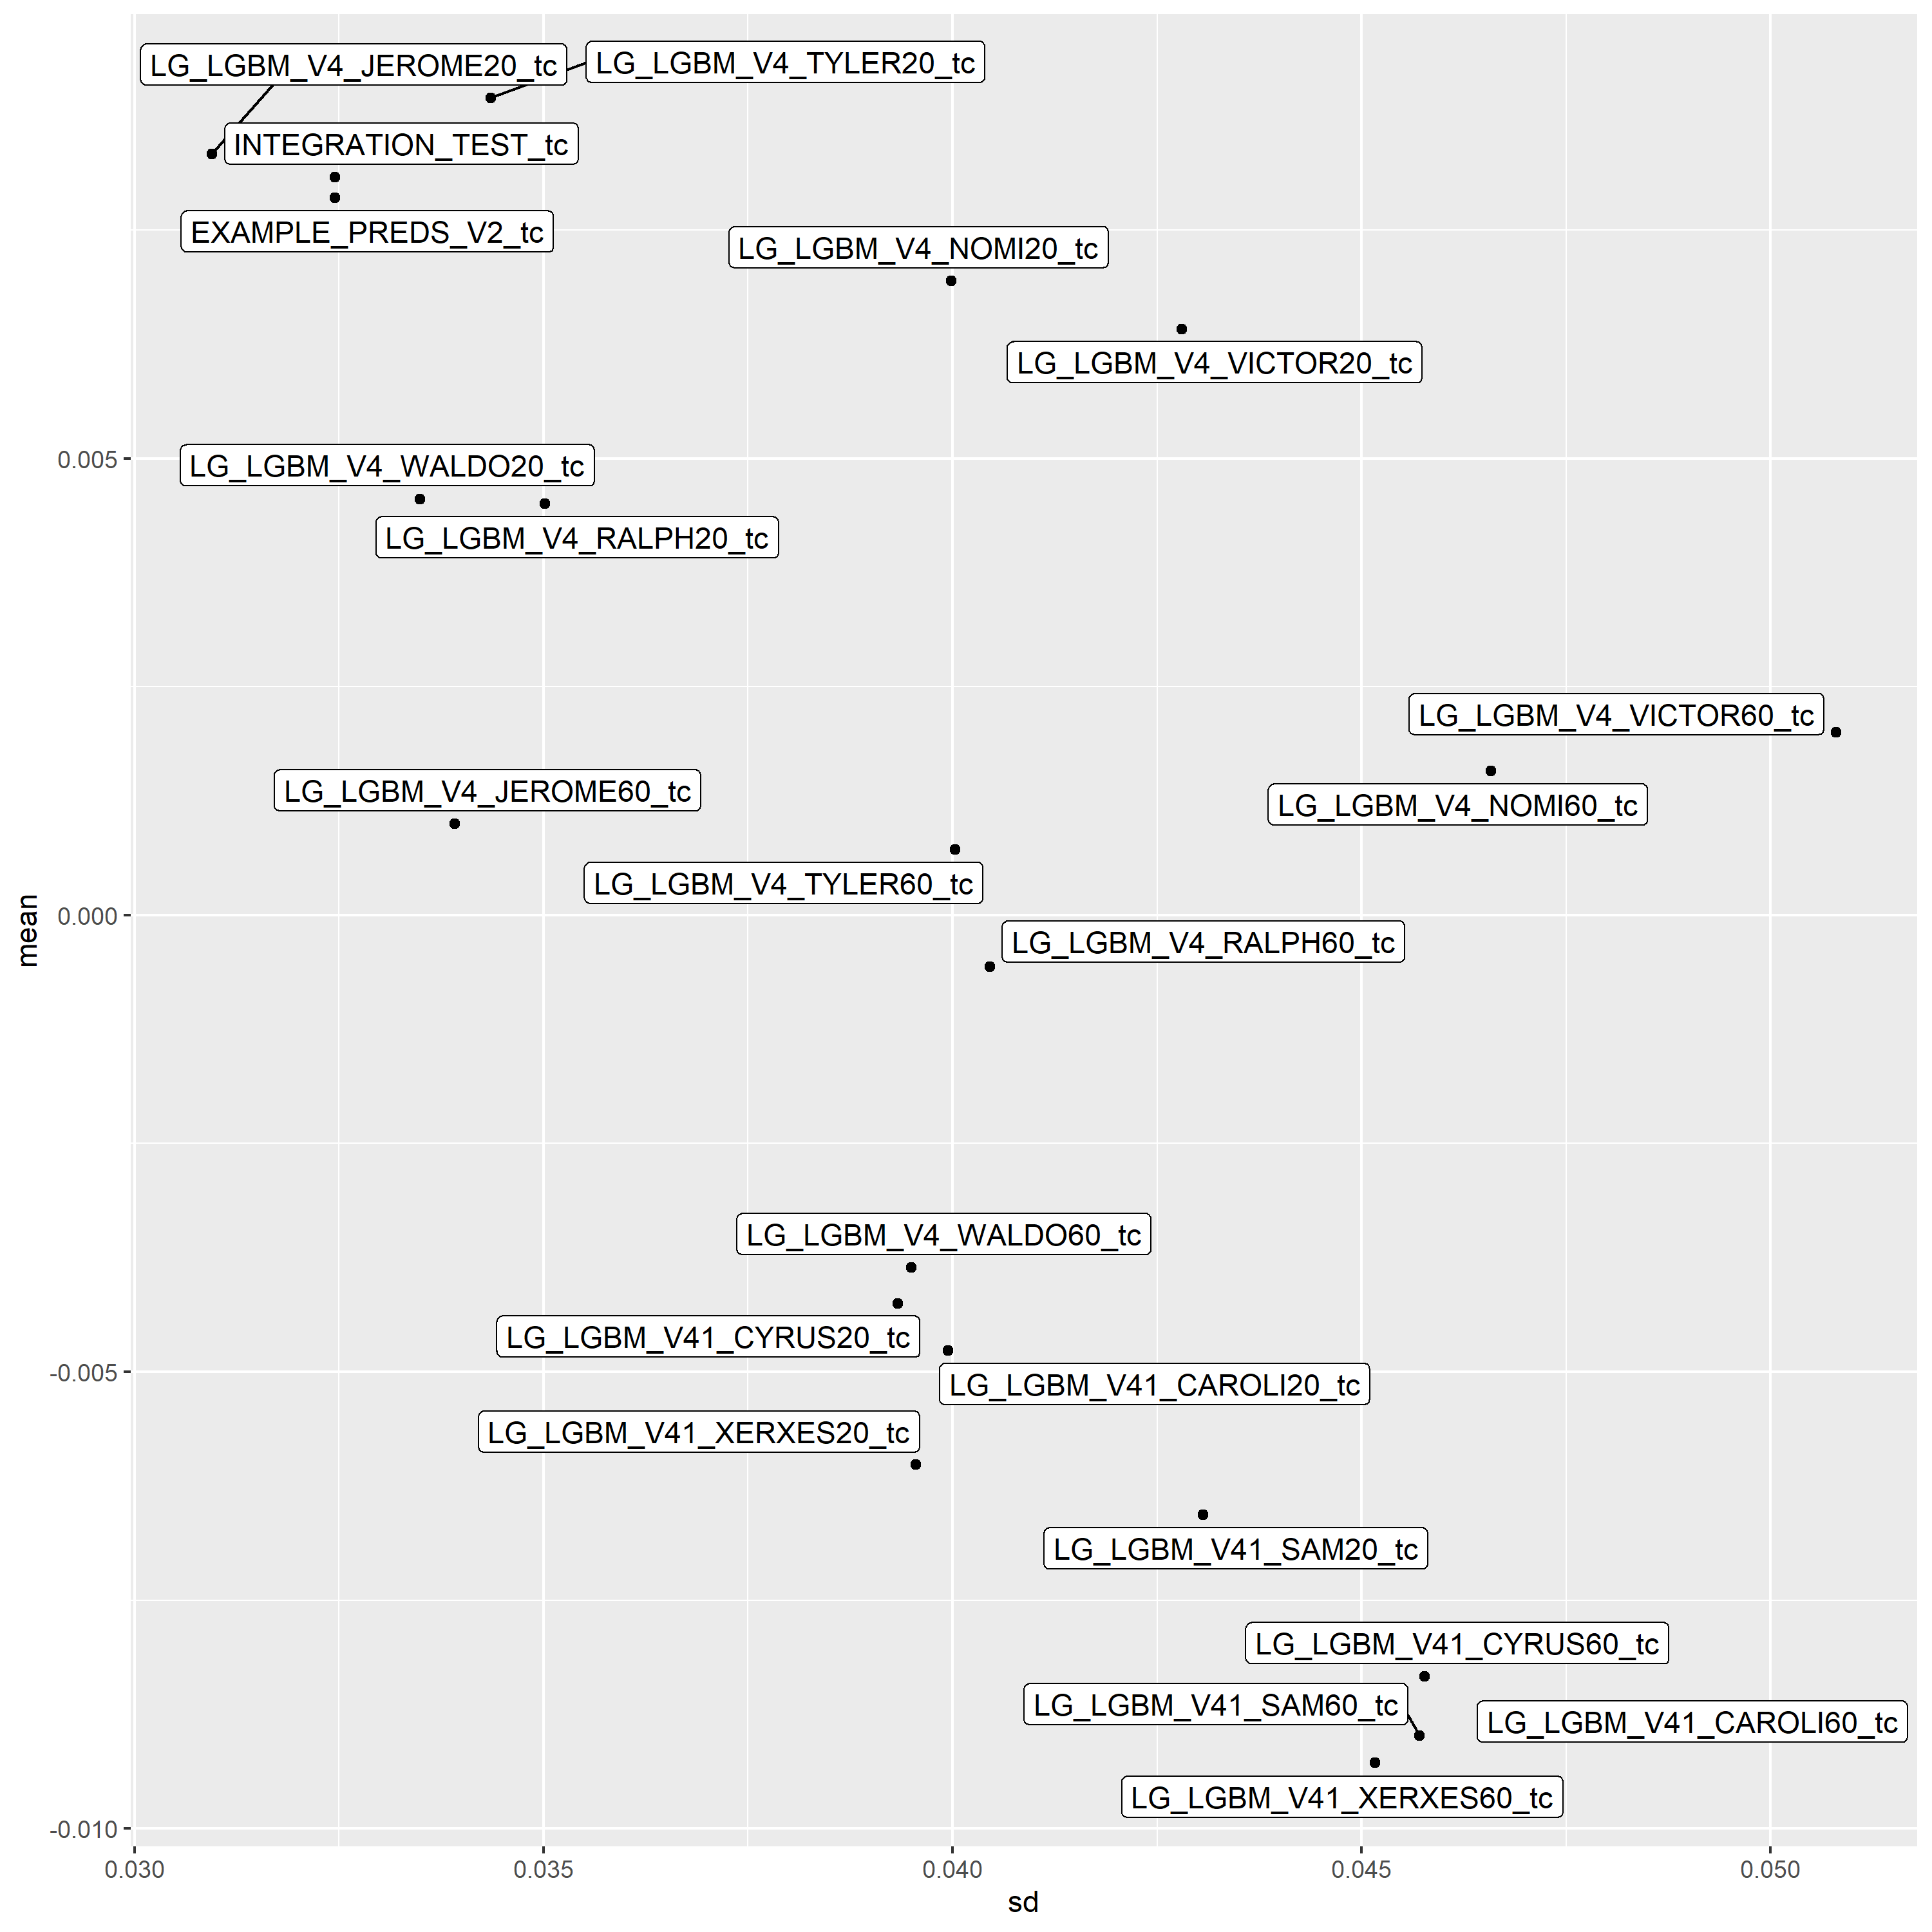 LG_LGBM_V4_JEROME20_tc
LG_LGBM_V4_TYLER20_tc
INTEGRATION_TEST_tc
EXAMPLE_PREDS_V2_tc
LG_LGBM_V4_NOMI20_tc
LG_LGBM_V4_VICTOR20_tc
0.005
LG_LGBM_V4_WALDO20_tc
LG_LGBM_V4_RALPH20_tc
LG_LGBM_V4_VICTOR60_tc
LG_LGBM_V4_JEROME60_tc
LG_LGBM_V4_NOMI60_tc
LG_LGBM_V4_TYLER60_tc
0.000
mean
LG_LGBM_V4_RALPH60_tc
LG_LGBM_V4_WALDO60_tc
LG_LGBM_V41_CYRUS20_tc
-0.005
LG_LGBM_V41_CAROLI20_tc
LG_LGBM_V41_XERXES20_tc
LG_LGBM_V41_SAM20_tc
LG_LGBM_V41_CYRUS60_tc
LG_LGBM_V41_SAM60_tc
LG_LGBM_V41_CAROLI60_tc
LG_LGBM_V41_XERXES60_tc
-0.010
0.030
0.035
0.040
0.045
0.050
sd